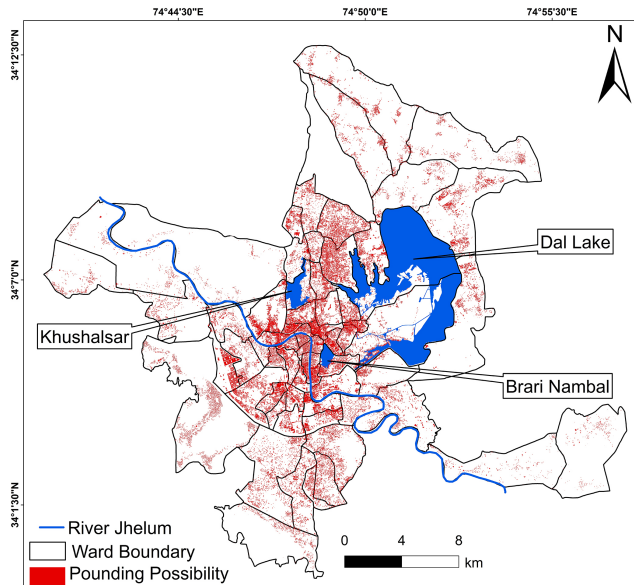 74°44'30"E 74°50'0"E 74°55'30"E
34°12'30"N
N
Dal Lake
34°7'0"N
Khushalsar
Brari Nambal
34°1'30"N
River Jhelum
Ward Boundary
Pounding Possibility
0 4 8
km